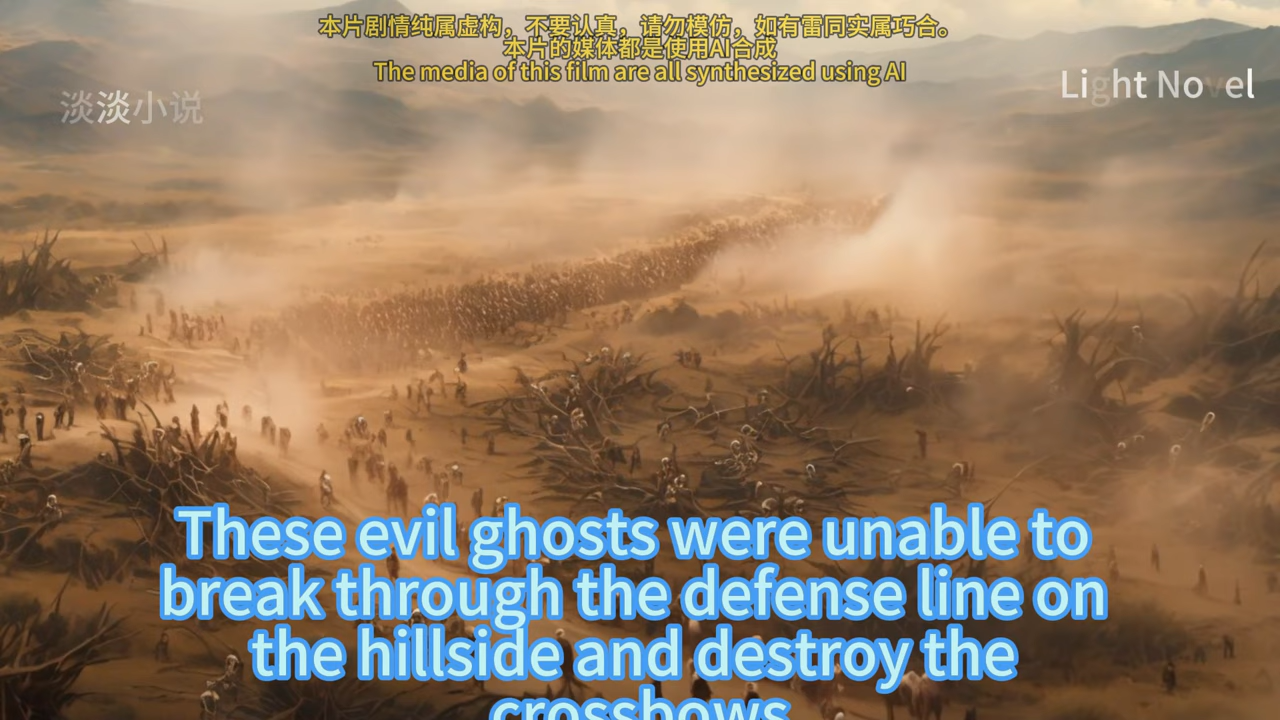 本片剧情纯属虚构，不要认真，请勿模仿，如有雷同实属巧合。
本片的媒体都是使用AI合成
The media of this film are all synthesized using AI
Light Novel
淡淡小说
These evil ghosts were unable to
break through the defense line on
the hillside and destroy the
crossbows